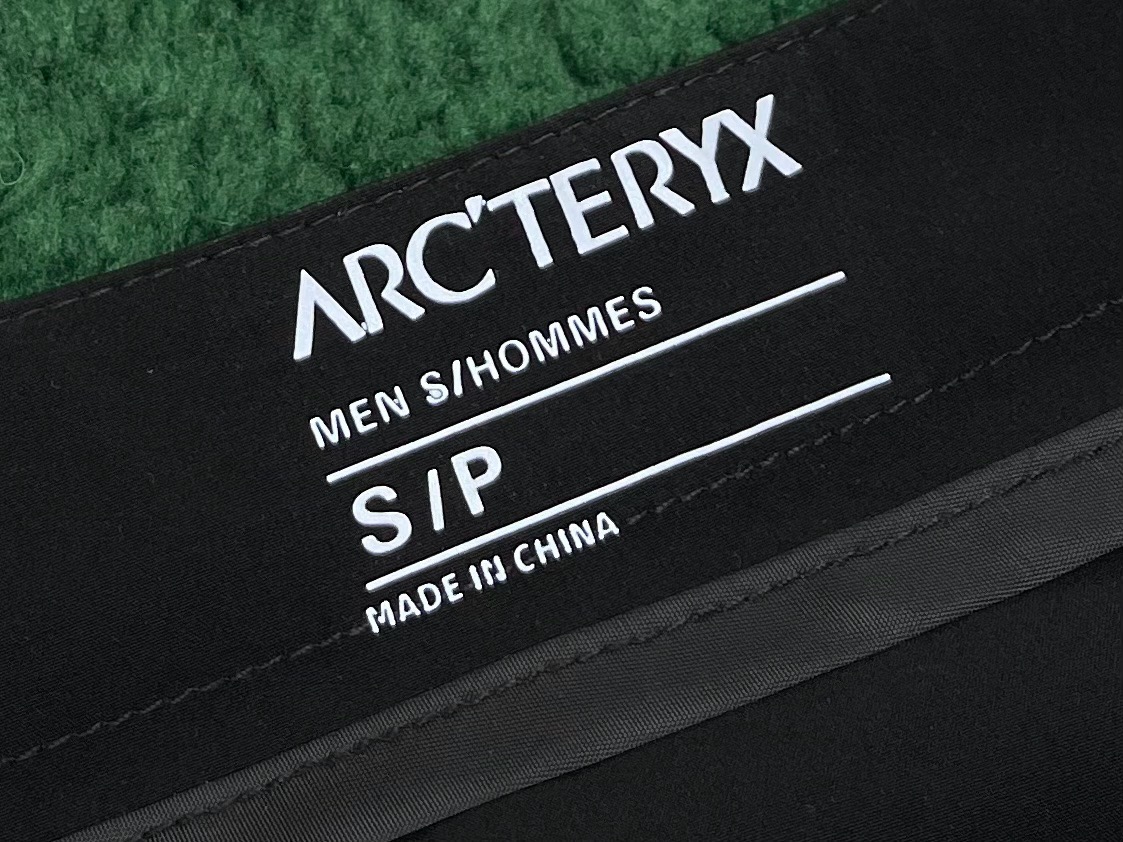 ARC'TERYX
MEN S/HOMMES
S/P
MADE IN CHINA